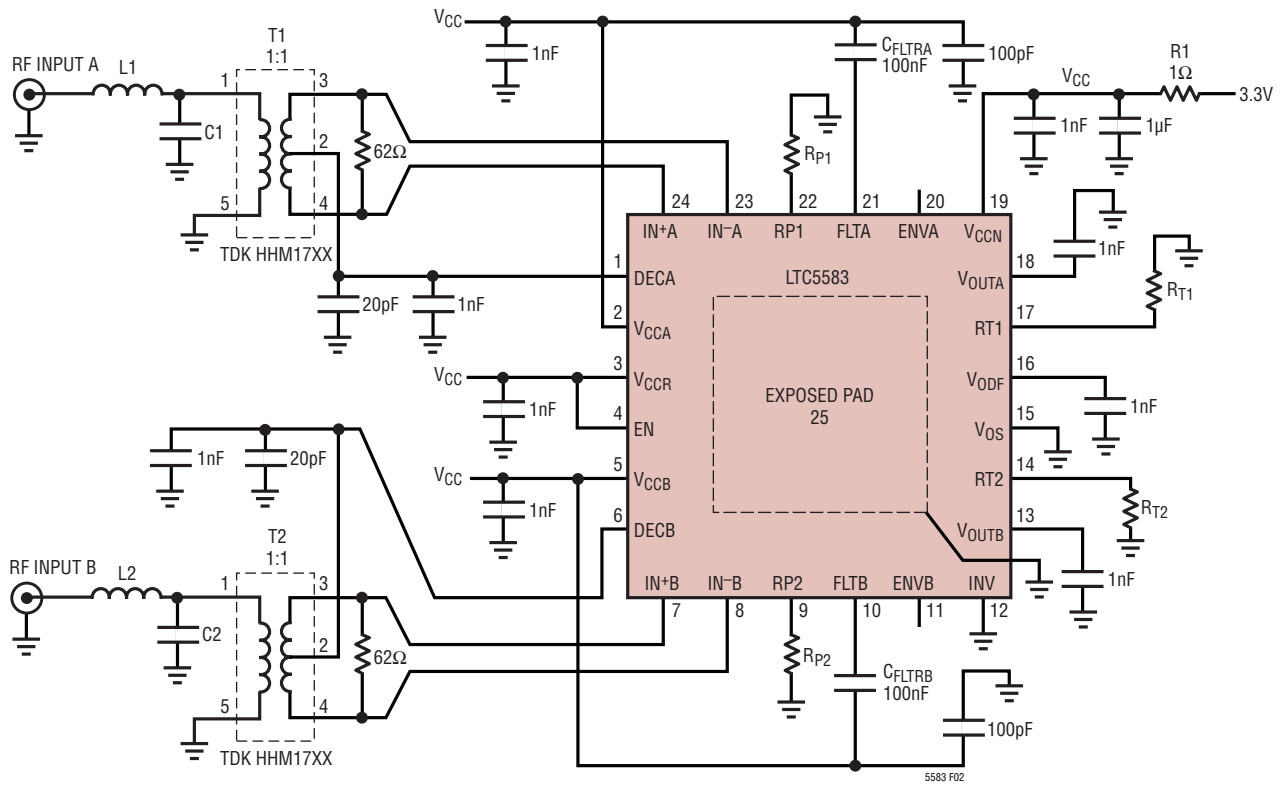 VCC
1nF
CFLTRA
100nF
100pF
R1
1Ω
VCC
3.3V
1nF
1µF
T1
1:1
RF INPUT A
L1
C1
1
5
3
2
4
62Ω
TDK HHM17XX
RP1
24
23
22
21
20
19
IN+A
IN−A
RP1
FLTA
ENVA
VCCN
LTC5583
1
DECA
20pF
1nF
2
VCCA
18
VOUTA
1nF
17
RT1
RT1
VCC
3
VCCR
1nF
4
EN
EXPOSED PAD
25
16
VODF
1nF
15
VOS
1nF
20pF
VCC
5
VCCB
1nF
6
DECB
14
RT2
RT2
13
VOUTB
1nF
IN+B
IN−B
RP2
FLTB
ENVB
INV
7
8
9
10
11
12
T2
1:1
RF INPUT B
L2
C2
1
5
3
2
4
62Ω
TDK HHM17XX
RP2
CFLTRB
100nF
100pF
5583 F02